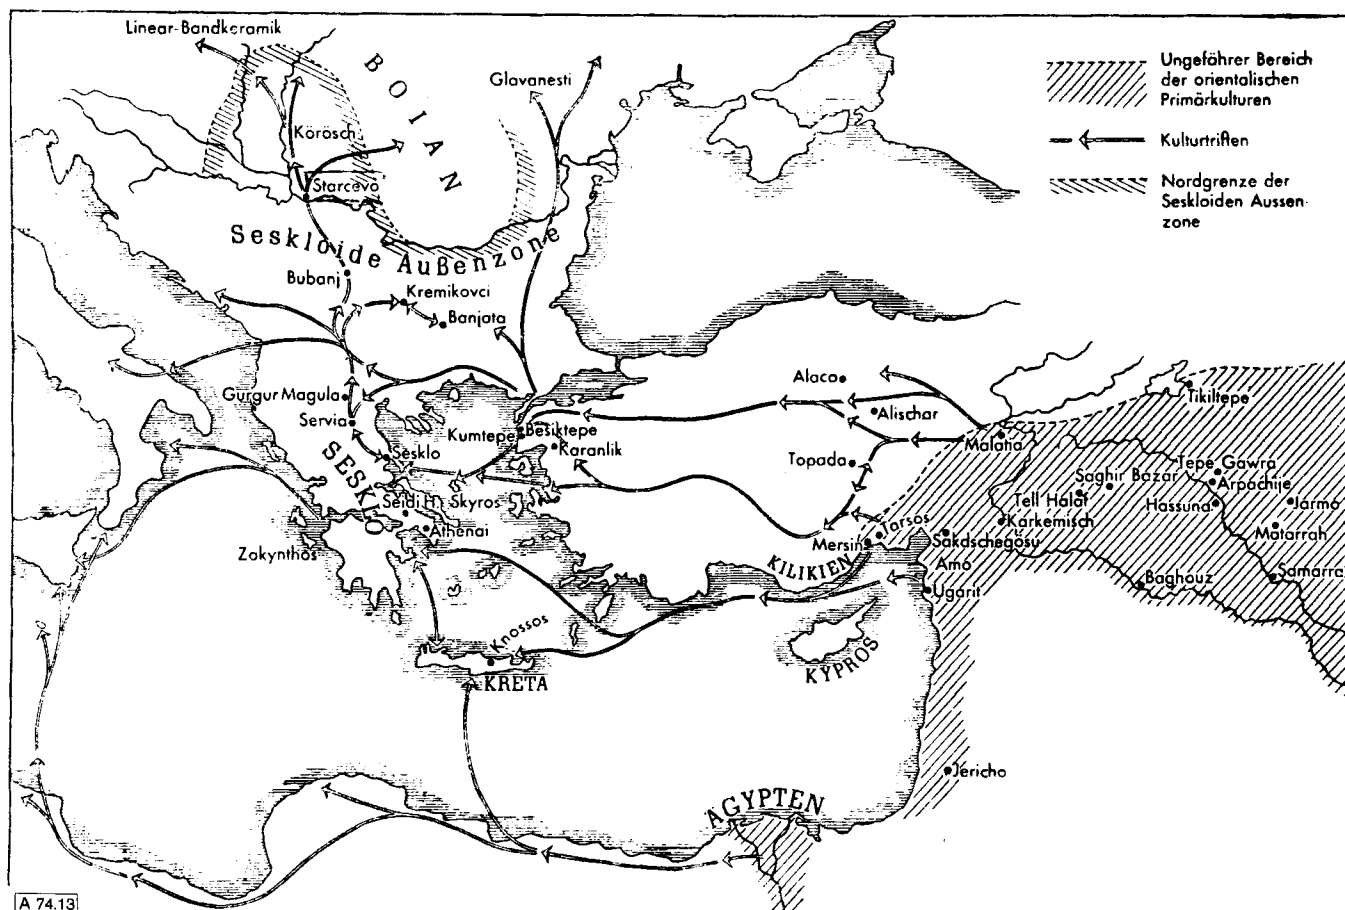 Linear-Bandkeramik
BOIAN
Glavanesti
Ungefährer Bereich
der orientalischen
Primärkulturen
Körösch
Kulturtriften
Starcevo
Nordgrenze der
Seskloiden Aussen-
zone
Seskloide Außenzone
Bubanj
Kremikovci
Banjata
Alaca
Tikiltepe
Gurgur Magula
Alischar
Servia
Besiktepe
Kumtepe
Malatia
Karanlik
Sesklo
Topada
Tepe Gawra
Saghir Bazar
Arpachije
SESKLO
Seidi H.
Skyros
Tell Halaf
Hassuna
Jarmo
Karkemisch
Athenai
Tarsos
Matarrah
Zakynthos
Mersin
Sakdschegösu
KILIKIEN
Amo
Samarra
Baghouz
Ugarit
Knossos
KYPROS
KRETA
Jericho
ÄGYPTEN
A 74.13